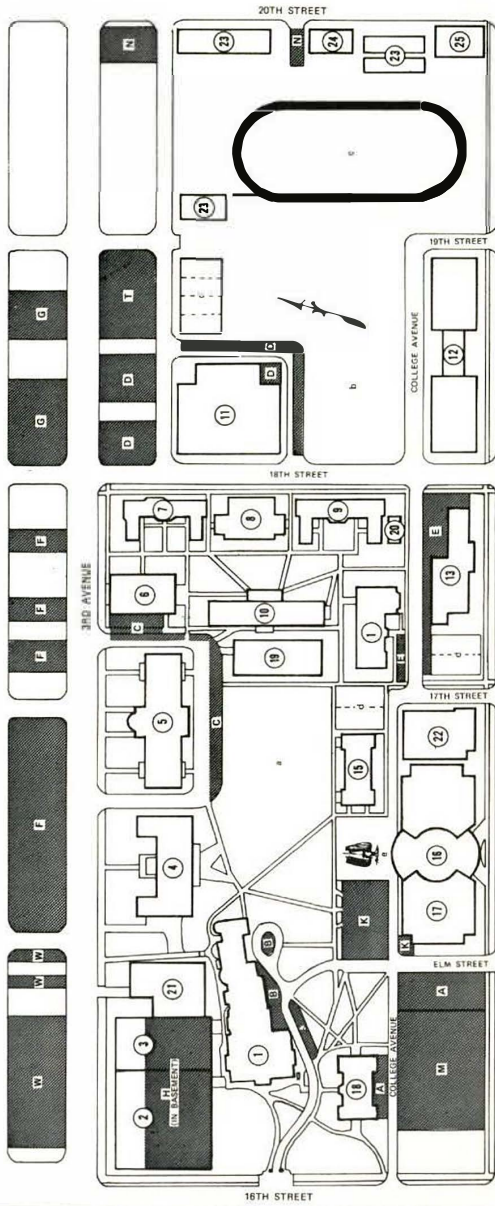 20TH STREET
N
N
23
24
23
25
c
23
c
19TH STREET
G
T
G
D
D
D
D
11
b
COLLEGE AVENUE
12
18TH STREET
3RD AVENUE
F
F
F
7
8
9
20
6
C
10
1
E
13
E
19
C
5
d
d
17TH STREET
15
22
a
F
4
e
16
K
17
K
B
B
ELM STREET
W
W
W
21
3
2
H
(IN BASEMENT)
1
A
18
A
COLLEGE AVENUE
A
M
16TH STREET